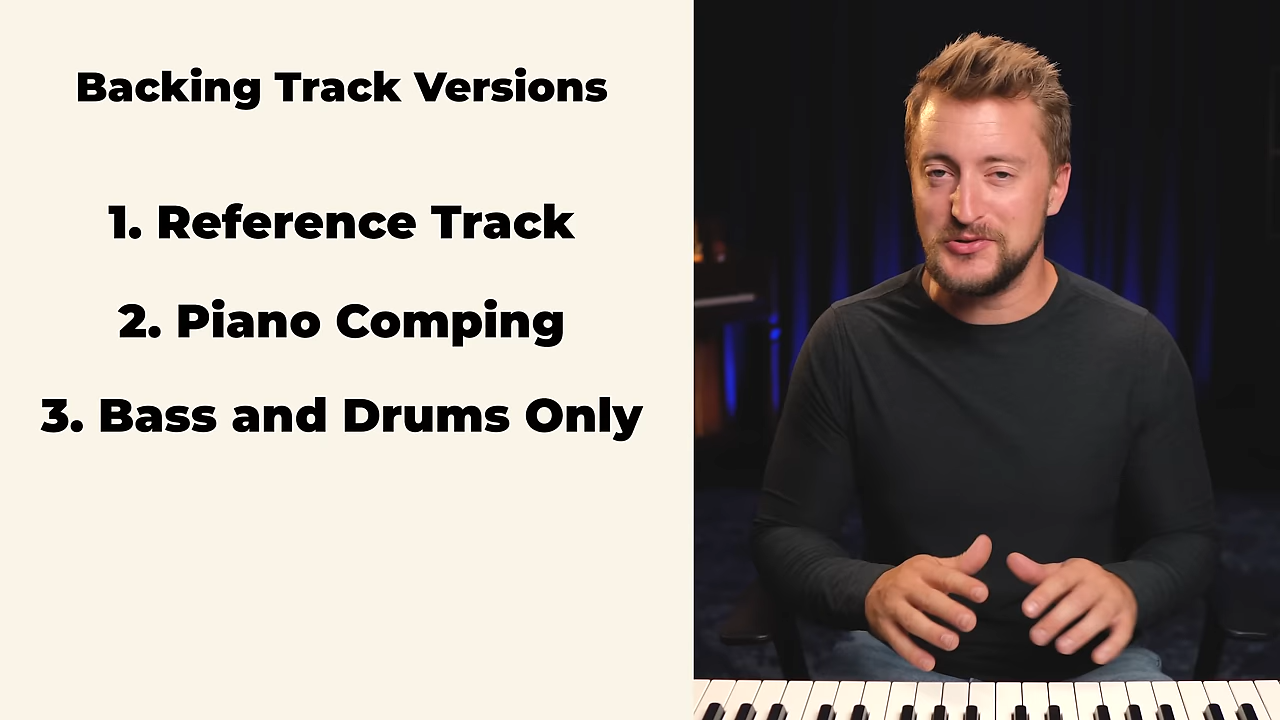 Backing Track Versions
1. Reference Track
2. Piano Comping
3. Bass and Drums Only